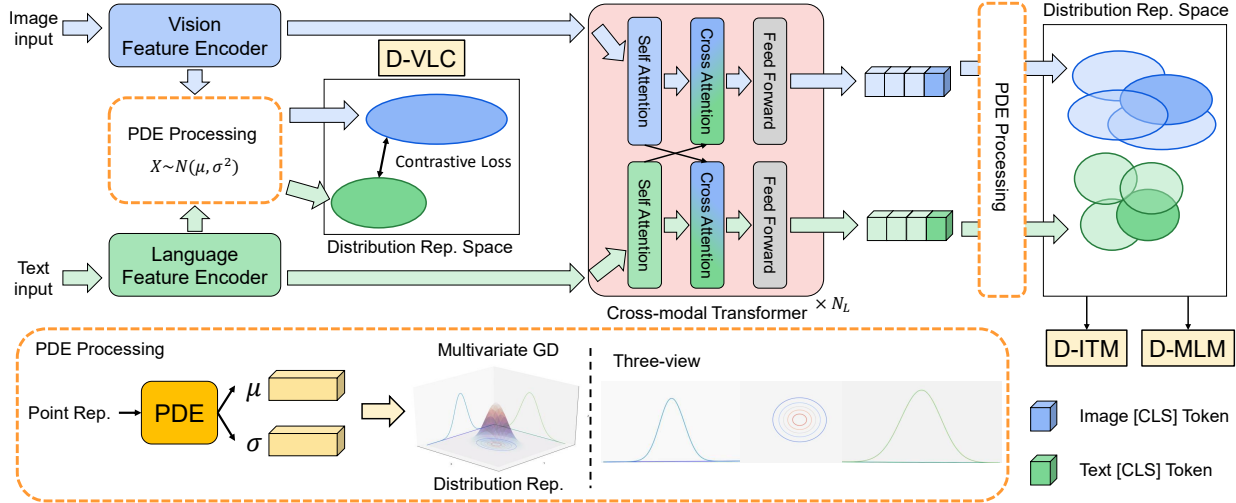 Image
input
Vision
Feature Encoder
D-VLC
PDE Processing
X~N(μ, σ²)
Contrastive Loss
Distribution Rep. Space
Language
Feature Encoder
Text
input
Self Attention
Cross Attention
Feed Forward
Self Attention
Cross Attention
Feed Forward
Cross-modal Transformer × N_L
PDE Processing
Distribution Rep. Space
D-ITM
D-MLM
Image [CLS] Token
Text [CLS] Token
PDE Processing
Point Rep.
PDE
μ
σ
Multivariate GD
Distribution Rep.
Three-view